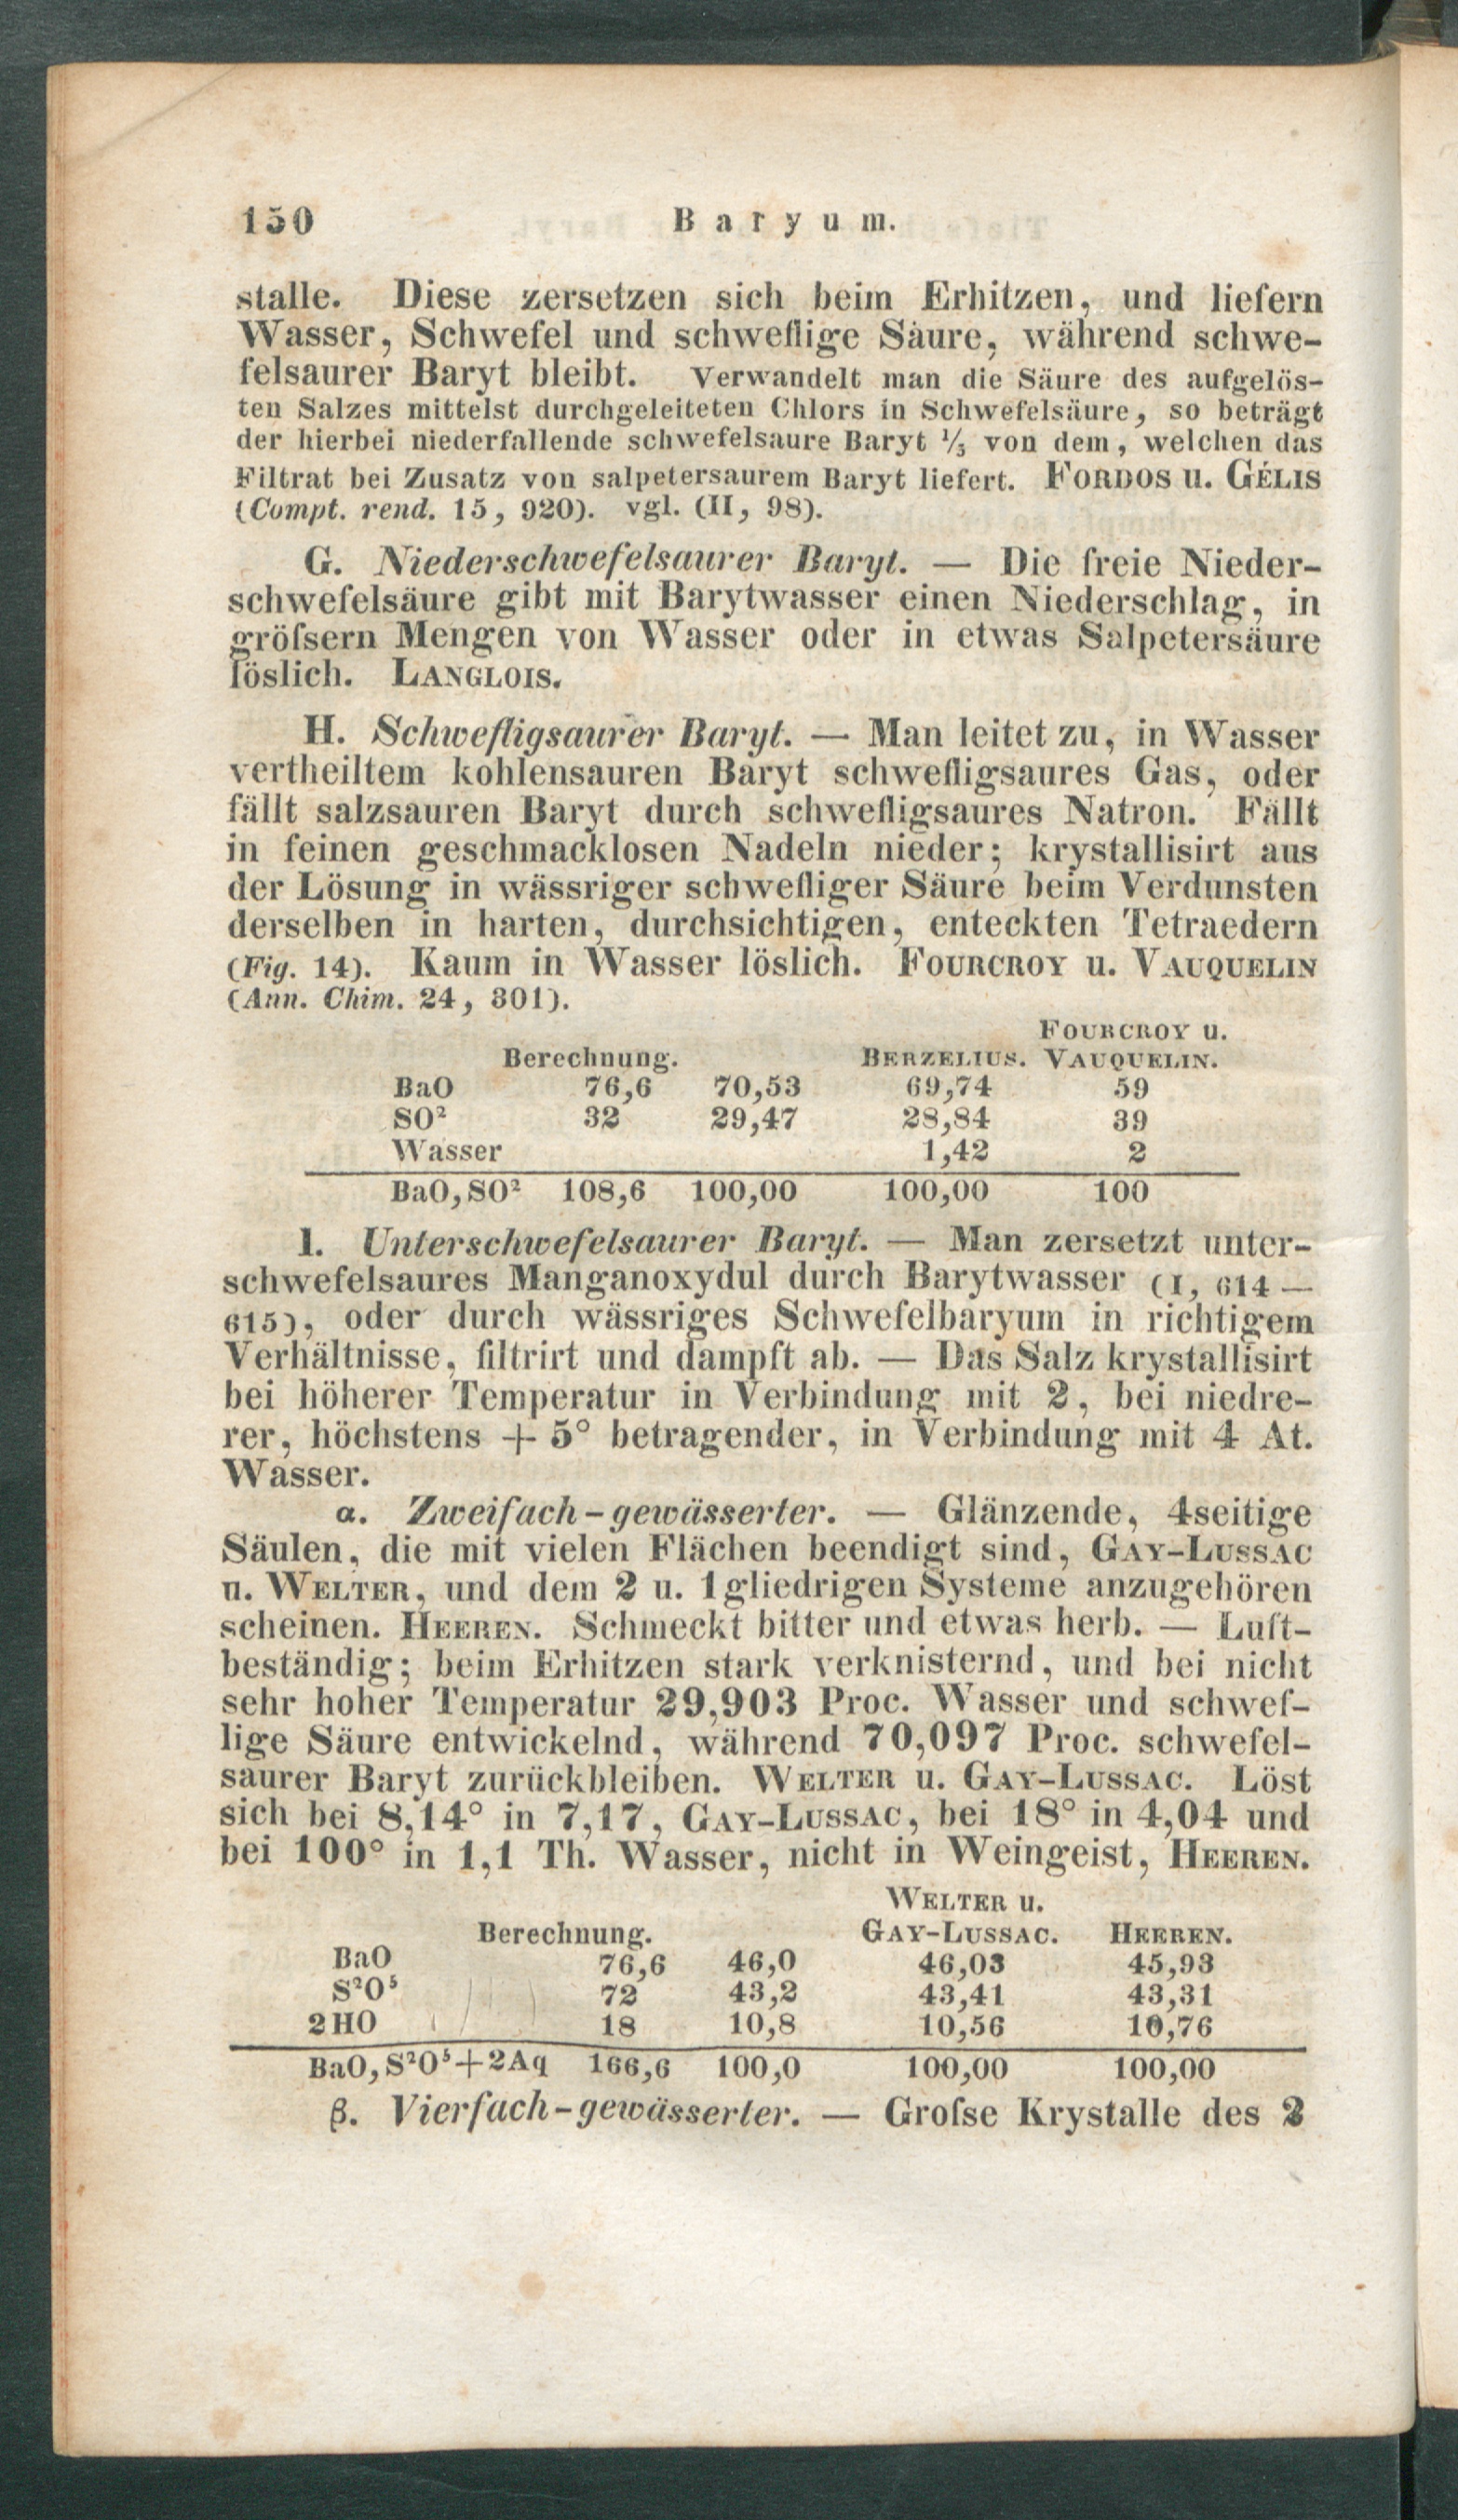 150 Baryum.
stalle. Diese zersetzen sich beim Erhitzen, und liefern
Wasser, Schwefel und schweflige Säure, während schwe-
felsaurer Baryt bleibt. Verwandelt man die Säure des aufgelös-
ten Salzes mittelst durchgeleiteten Chlors in Schwefelsäure, so beträgt
der hierbei niederfallende schwefelsaure Baryt ⅓ von dem, welchen das
Filtrat bei Zusatz von salpetersaurem Baryt liefert. FORDOS u. GÉLIS
(Compt. rend. 15, 920). vgl. (II, 98).
G. Niederschwefelsaurer Baryt. — Die freie Nieder-
schwefelsäure gibt mit Barytwasser einen Niederschlag, in
gröſsern Mengen von Wasser oder in etwas Salpetersäure
löslich. LANGLOIS.
H. Schwefligsaurer Baryt. — Man leitet zu, in Wasser
vertheiltem kohlensauren Baryt schwefligsaures Gas, oder
fällt salzsauren Baryt durch schwefligsaures Natron. Fällt
in feinen geschmacklosen Nadeln nieder; krystallisirt aus
der Lösung in wässriger schwefliger Säure beim Verdunsten
derselben in harten, durchsichtigen, enteckten Tetraedern
(Fig. 14). Kaum in Wasser löslich. FOURCROY u. VAUQUELIN
(Ann. Chim. 24, 301).
FOURCROY u.
Berechnung. BERZELIUS. VAUQUELIN.
BaO 76,6 70,53 69,74 59
SO² 32 29,47 28,84 39
Wasser 1,42 2
BaO,SO² 108,6 100,00 100,00 100
I. Unterschwefelsaurer Baryt. — Man zersetzt unter-
schwefelsaures Manganoxydul durch Barytwasser (I, 614 —
615), oder durch wässriges Schwefelbaryum in richtigem
Verhältnisse, filtrirt und dampft ab. — Das Salz krystallisirt
bei höherer Temperatur in Verbindung mit 2, bei niedre-
rer, höchstens + 5° betragender, in Verbindung mit 4 At.
Wasser.
α. Zweifach-gewässerter. — Glänzende, 4seitige
Säulen, die mit vielen Flächen beendigt sind, GAY-LUSSAC
u. WELTER, und dem 2 u. 1gliedrigen Systeme anzugehören
scheinen. HEEREN. Schmeckt bitter und etwas herb. — Luft-
beständig; beim Erhitzen stark verknisternd, und bei nicht
sehr hoher Temperatur 29,903 Proc. Wasser und schwef-
lige Säure entwickelnd, während 70,097 Proc. schwefel-
saurer Baryt zurückbleiben. WELTER u. GAY-LUSSAC. Löst
sich bei 8,14° in 7,17, GAY-LUSSAC, bei 18° in 4,04 und
bei 100° in 1,1 Th. Wasser, nicht in Weingeist, HEEREN.
WELTER u.
Berechnung. GAY-LUSSAC. HEEREN.
BaO 76,6 46,0 46,03 45,93
S²O⁵ 72 43,2 43,41 43,31
2HO 18 10,8 10,56 10,76
BaO,S²O⁵+2Aq 166,6 100,0 100,00 100,00
β. Vierfach-gewässerter. — Groſse Krystalle des 2